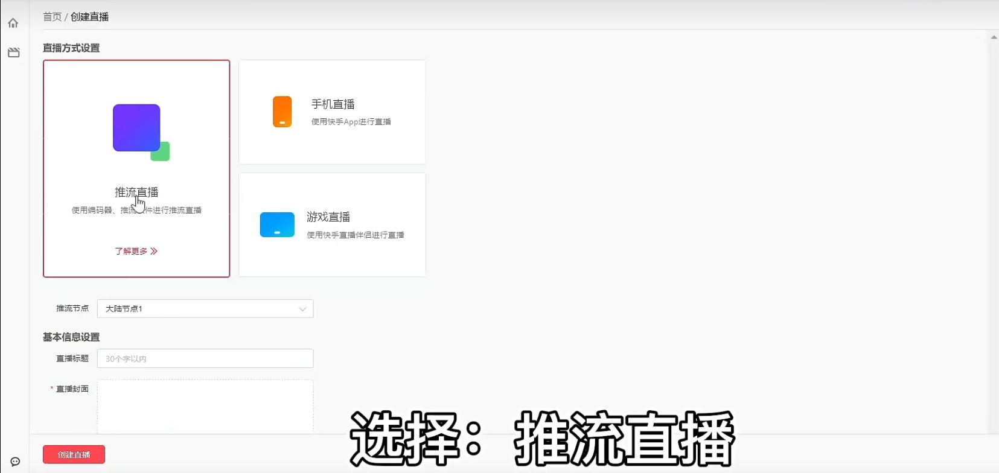 首页 / 创建直播
直播方式设置
推流直播
使用编码器、推流 件进行推流直播
了解更多
手机直播
使用快手App进行直播
游戏直播
使用快手直播伴侣进行直播
推流节点
大陆节点1
基本信息设置
直播标题
30个字以内
* 直播封面
创建直播
选择：推流直播